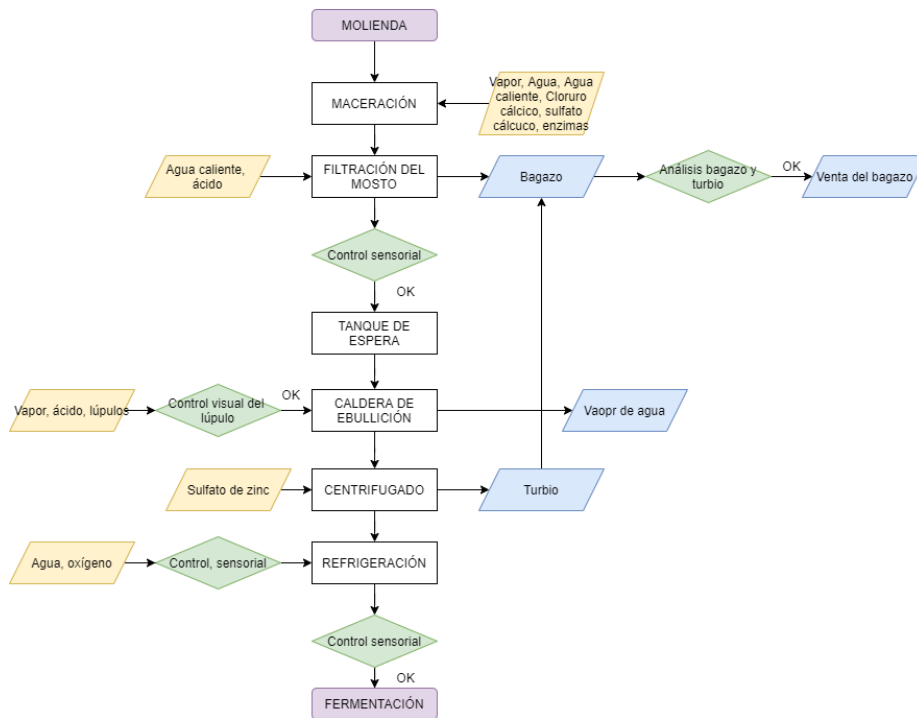 MOLIENDA
Vapor, Agua, Agua
caliente, Cloruro
cálcico, sulfato
cálcuco, enzimas
MACERACIÓN
Agua caliente,
ácido
FILTRACIÓN DEL
MOSTO
Bagazo
Análisis bagazo y
turbio
OK
Venta del bagazo
Control sensorial
OK
TANQUE DE
ESPERA
Vapor, ácido, lúpulos
Control visual del
lúpulo
OK
CALDERA DE
EBULLICIÓN
Vaopr de agua
Sulfato de zinc
CENTRIFUGADO
Turbio
Agua, oxígeno
Control, sensorial
REFRIGERACIÓN
Control sensorial
OK
FERMENTACIÓN